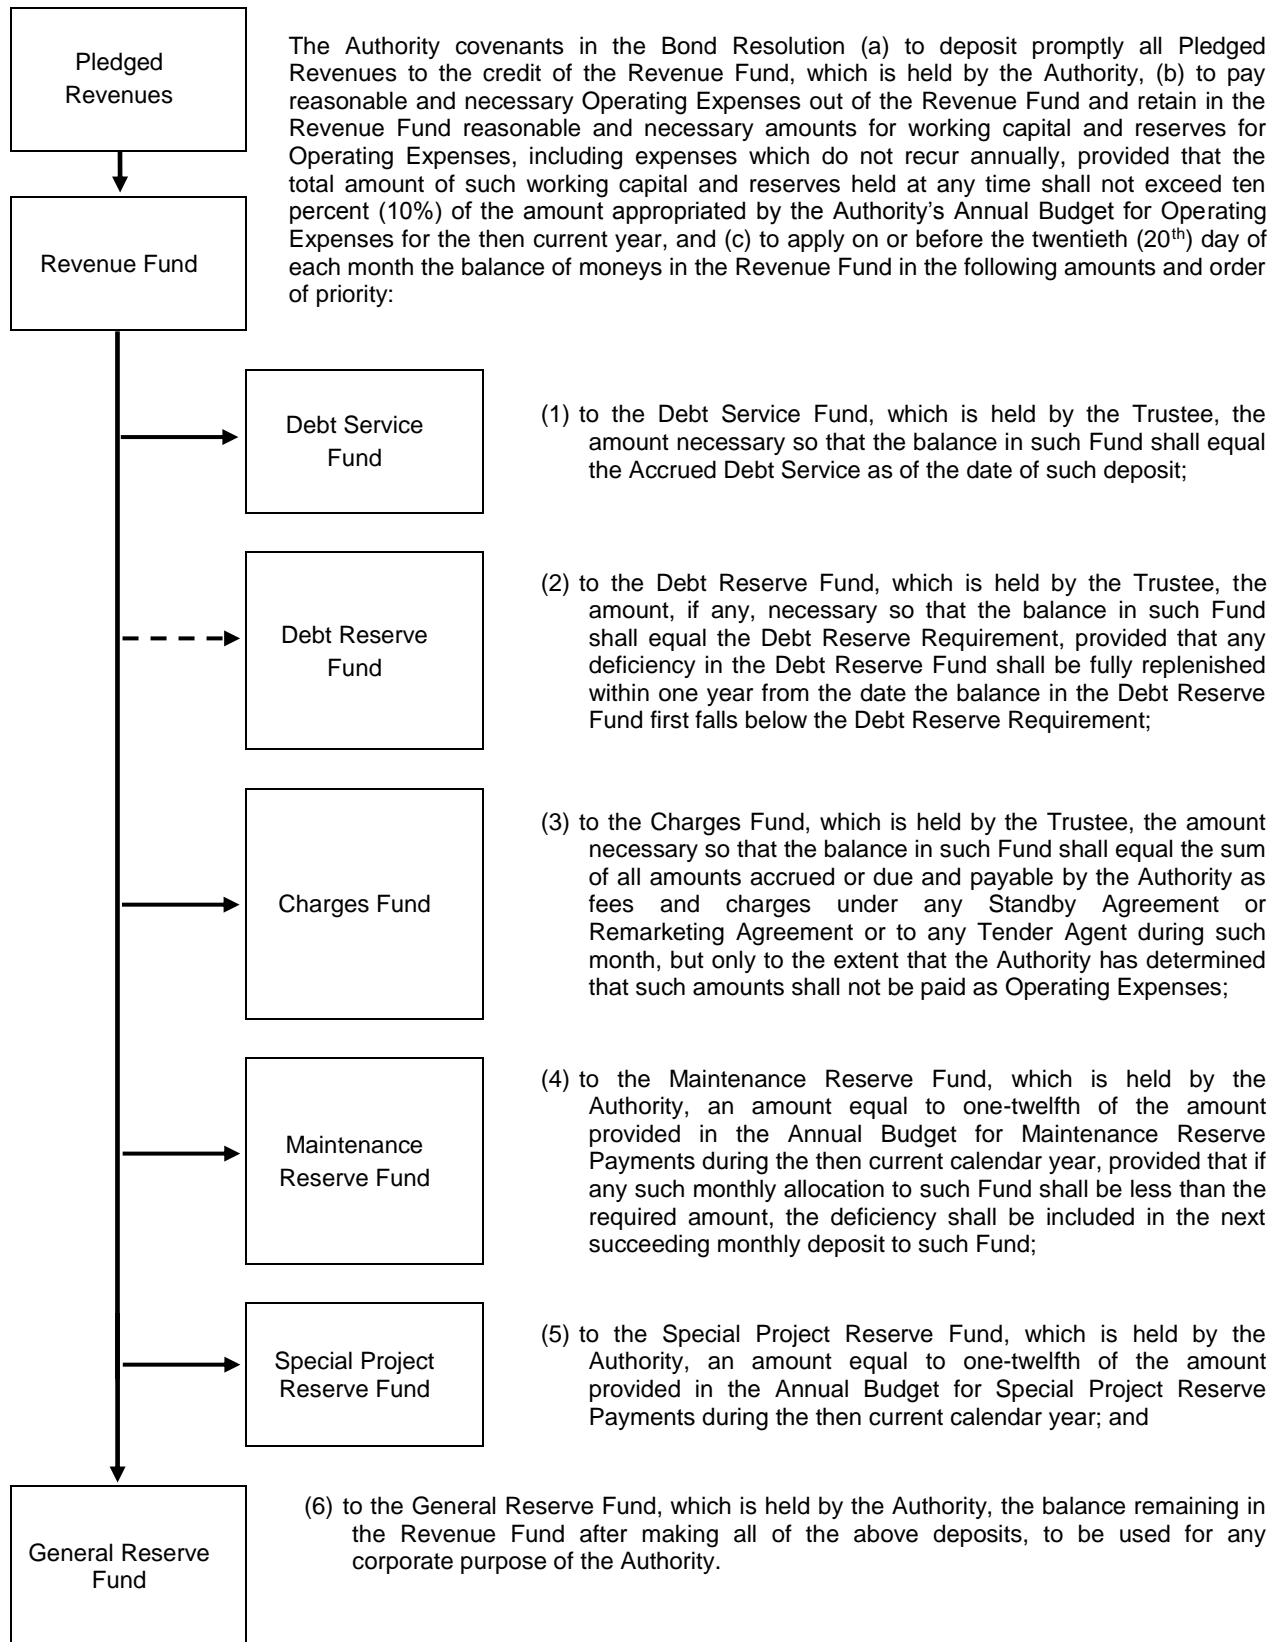 Pledged
Revenues
The Authority covenants in the Bond Resolution (a) to deposit promptly all Pledged
Revenues to the credit of the Revenue Fund, which is held by the Authority, (b) to pay
reasonable and necessary Operating Expenses out of the Revenue Fund and retain in the
Revenue Fund reasonable and necessary amounts for working capital and reserves for
Operating Expenses, including expenses which do not recur annually, provided that the
total amount of such working capital and reserves held at any time shall not exceed ten
percent (10%) of the amount appropriated by the Authority’s Annual Budget for Operating
Expenses for the then current year, and (c) to apply on or before the twentieth (20th) day of
each month the balance of moneys in the Revenue Fund in the following amounts and order
of priority:
Revenue Fund
Debt Service
Fund
(1) to the Debt Service Fund, which is held by the Trustee, the
amount necessary so that the balance in such Fund shall equal
the Accrued Debt Service as of the date of such deposit;
Debt Reserve
Fund
(2) to the Debt Reserve Fund, which is held by the Trustee, the
amount, if any, necessary so that the balance in such Fund
shall equal the Debt Reserve Requirement, provided that any
deficiency in the Debt Reserve Fund shall be fully replenished
within one year from the date the balance in the Debt Reserve
Fund first falls below the Debt Reserve Requirement;
Charges Fund
(3) to the Charges Fund, which is held by the Trustee, the amount
necessary so that the balance in such Fund shall equal the sum
of all amounts accrued or due and payable by the Authority as
fees and charges under any Standby Agreement or
Remarketing Agreement or to any Tender Agent during such
month, but only to the extent that the Authority has determined
that such amounts shall not be paid as Operating Expenses;
Maintenance
Reserve Fund
(4) to the Maintenance Reserve Fund, which is held by the
Authority, an amount equal to one-twelfth of the amount
provided in the Annual Budget for Maintenance Reserve
Payments during the then current calendar year, provided that if
any such monthly allocation to such Fund shall be less than the
required amount, the deficiency shall be included in the next
succeeding monthly deposit to such Fund;
Special Project
Reserve Fund
(5) to the Special Project Reserve Fund, which is held by the
Authority, an amount equal to one-twelfth of the amount
provided in the Annual Budget for Special Project Reserve
Payments during the then current calendar year; and
General Reserve
Fund
(6) to the General Reserve Fund, which is held by the Authority, the balance remaining in
the Revenue Fund after making all of the above deposits, to be used for any
corporate purpose of the Authority.